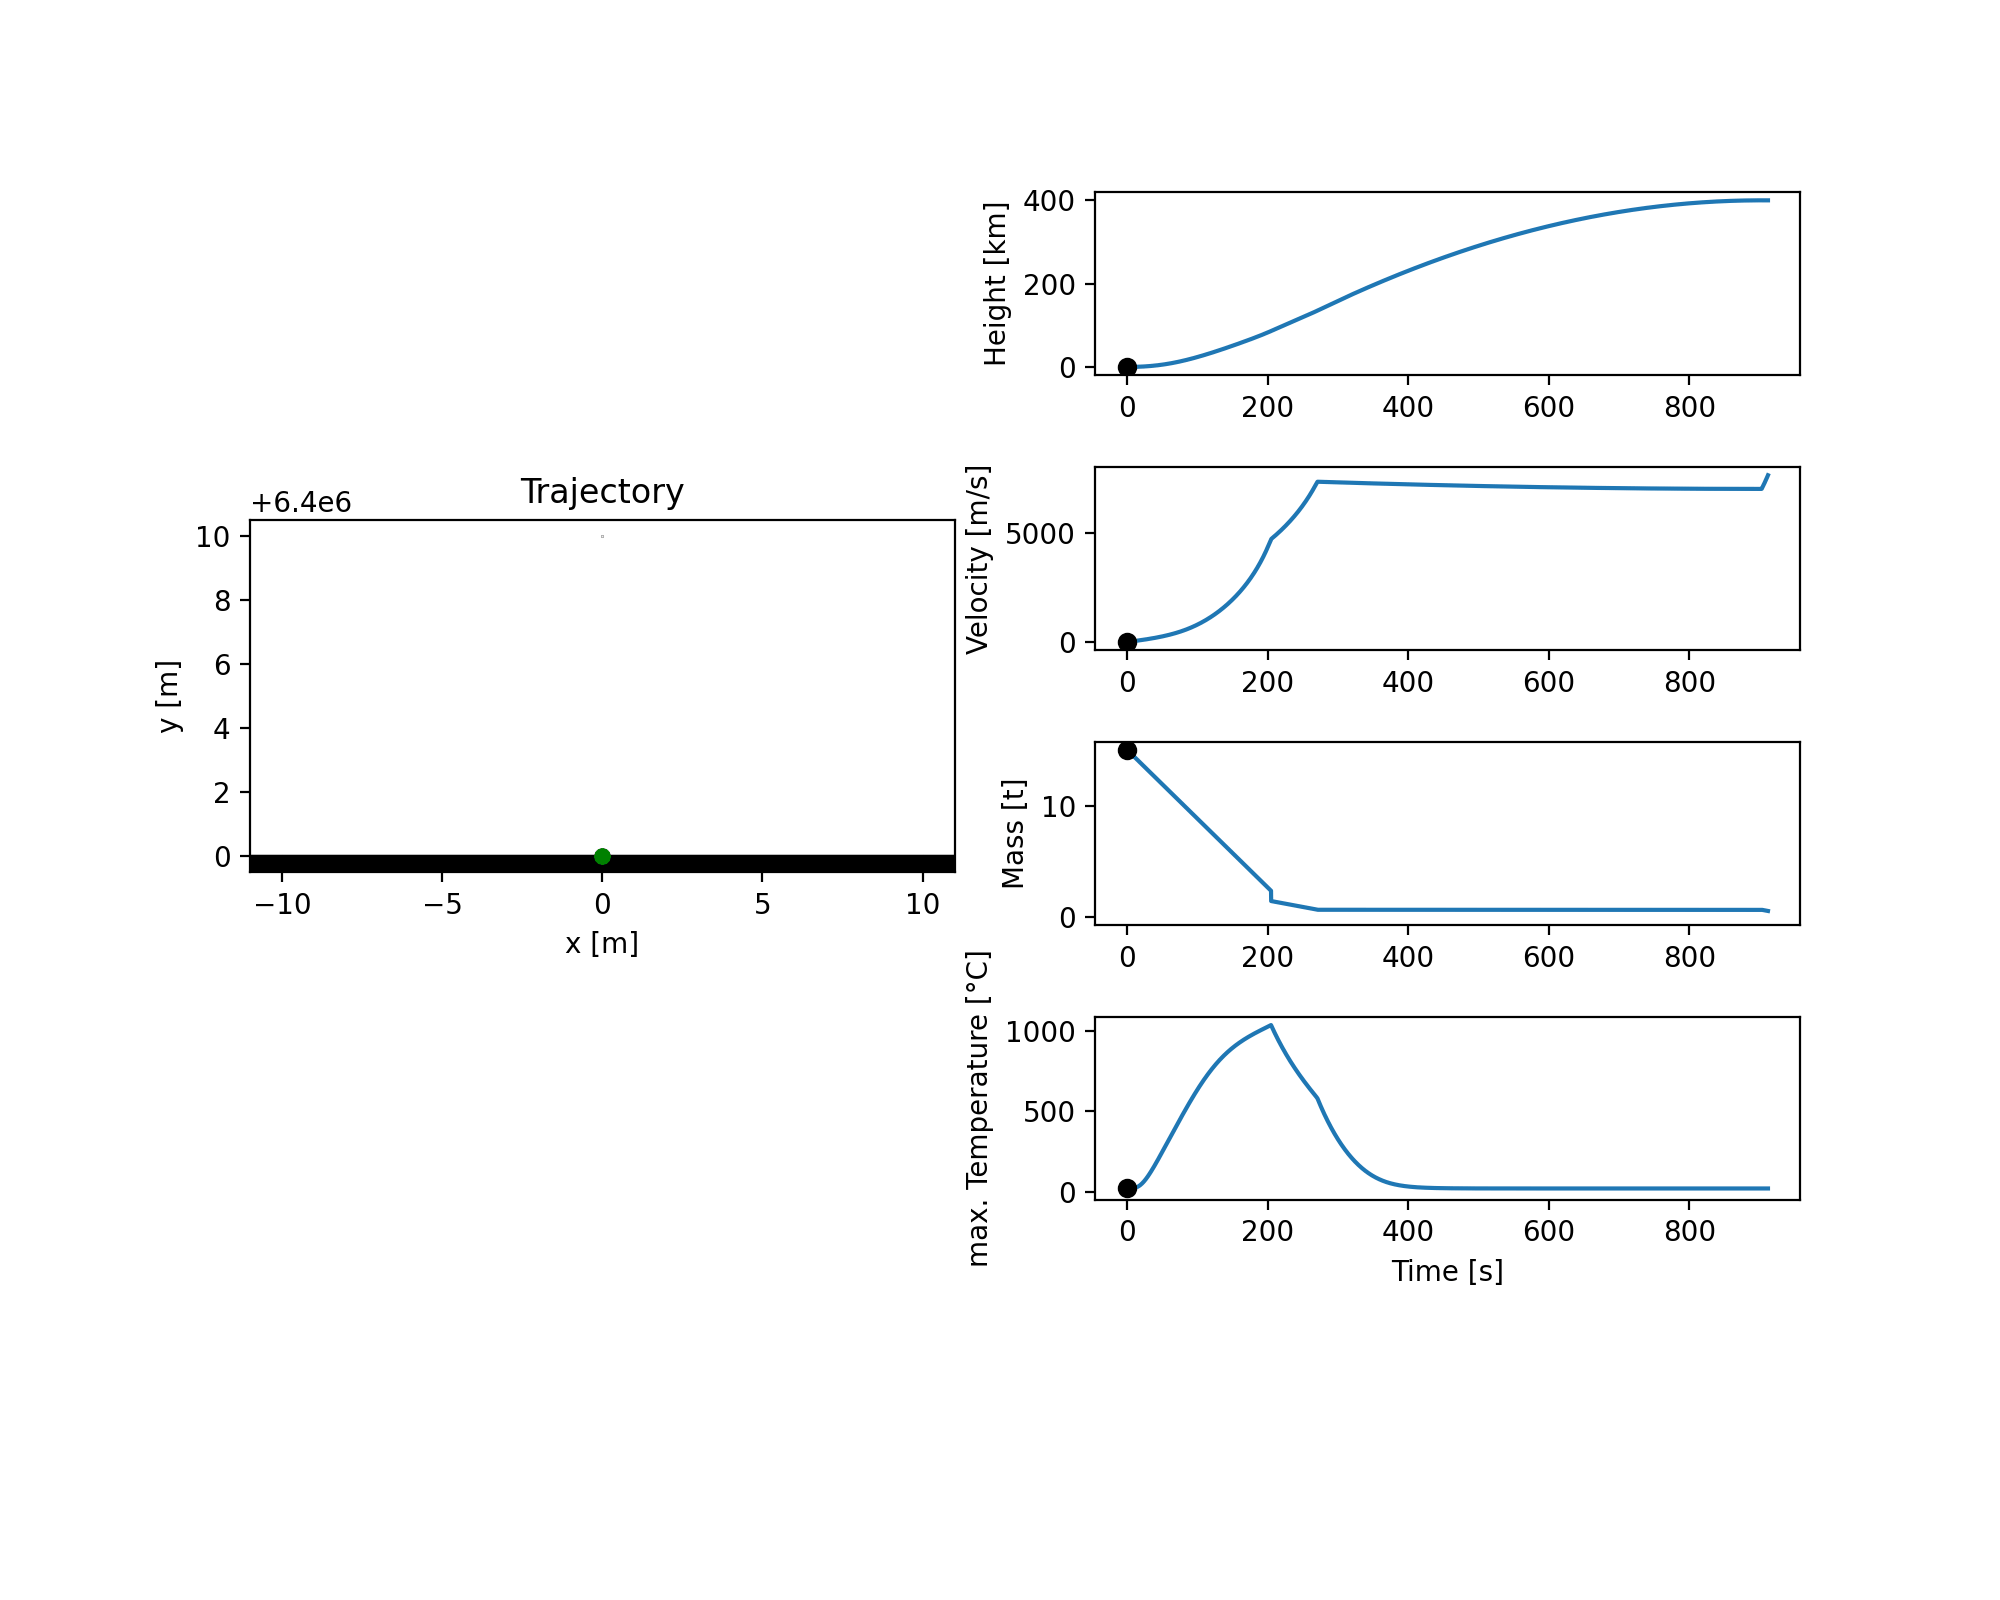 Trajectory
+6.4e6
10
8
6
4
2
0
y [m]
−10 −5 0 5 10
x [m]
Height [km]
400
200
0
0 200 400 600 800
Velocity [m/s]
5000
0
0 200 400 600 800
Mass [t]
10
0
0 200 400 600 800
max. Temperature [°C]
1000
500
0
0 200 400 600 800
Time [s]